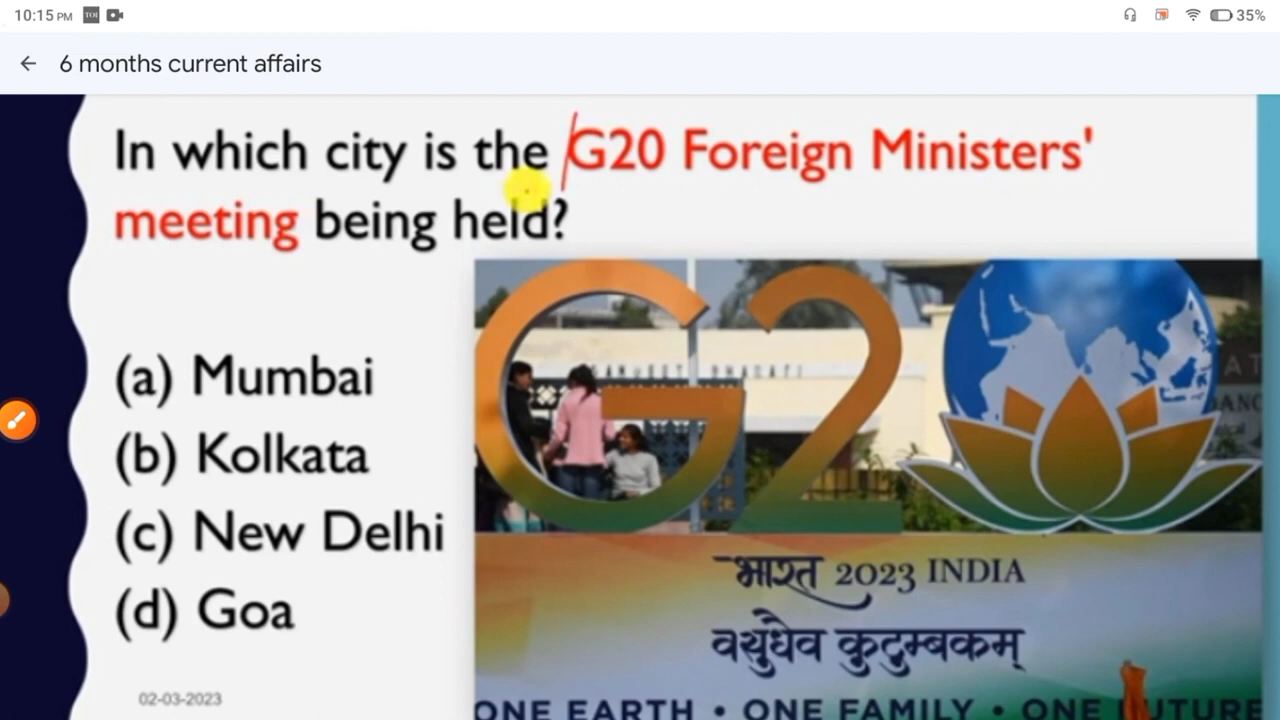 10:15 PM TOI 35%
6 months current affairs
In which city is the G20 Foreign Ministers'
meeting being held?
(a) Mumbai
(b) Kolkata
(c) New Delhi
(d) Goa
G2
भारत 2023 INDIA
वसुधैव कुटुम्बकम्
ONE EARTH • ONE FAMILY • ONE
02-03-2023